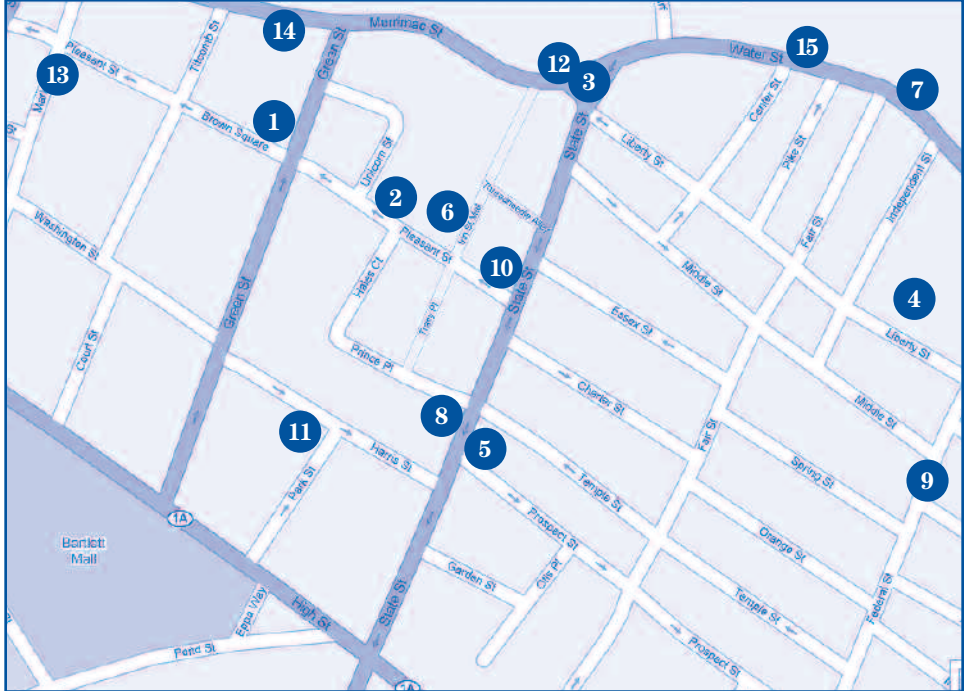 14
Merrimac St
Titcomb St
Green St
Water St
15
12
3
7
Pleasant St
13
Center St
State St
1
Brown Square
Liberty St
Pike St
Unicorn St
Independent St
2
6
Fair St
Washington St
Pleasant St
Middle St
10
State St
4
Hales Ct
Green St
Essex St
Tracy Pl
Liberty St
Court St
Prince Pl
Charter St
Middle St
8
11
Harris St
5
Fair St
Spring St
9
Park St
Temple St
1A
Prospect St
Orange St
Bartlett
Mall
Garden St
Otis Pl
Temple St
Federal St
High St
State St
Pond St
Prospect St
1A